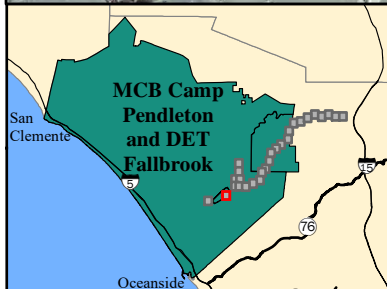 MCB Camp
Pendleton
and DET
Fallbrook
San
Clemente
5
15
76
Oceanside